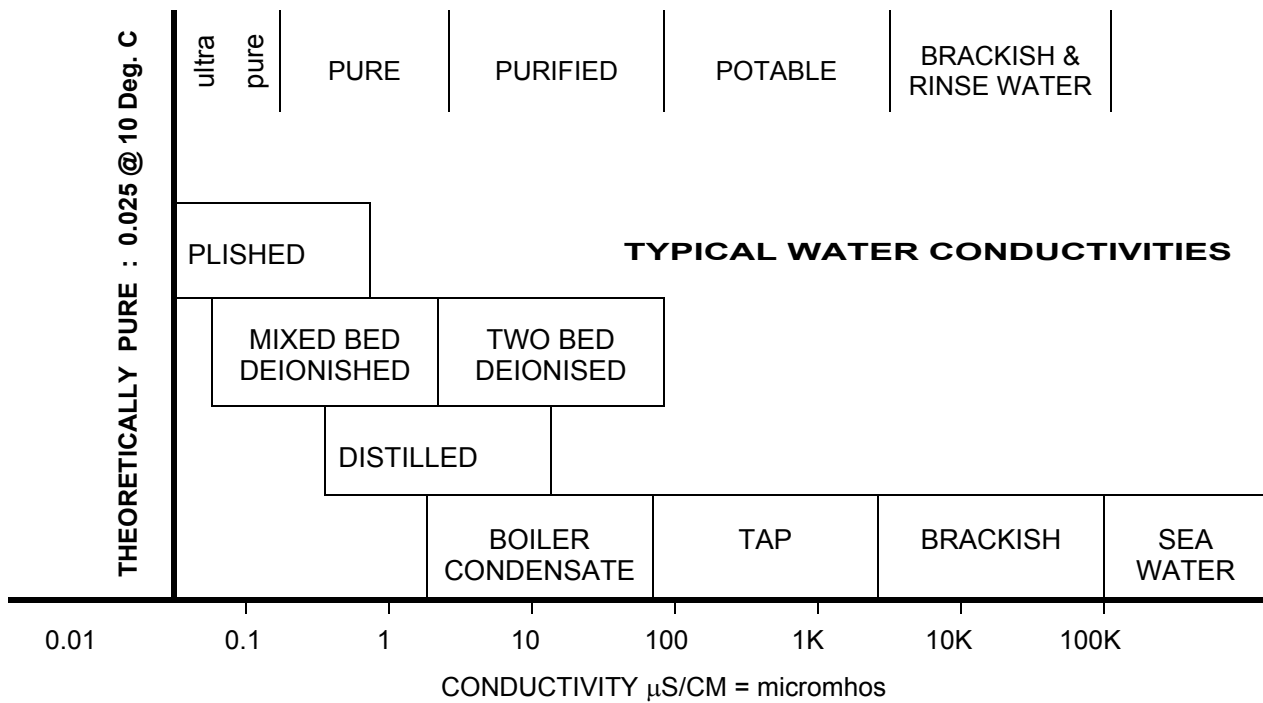 THEORETICALLY PURE : 0.025 @ 10 Deg. C
ultra
pure
PURE
PURIFIED
POTABLE
BRACKISH &
RINSE WATER
PLISHED
TYPICAL WATER CONDUCTIVITIES
MIXED BED
DEIONISHED
TWO BED
DEIONISED
DISTILLED
BOILER
CONDENSATE
TAP
BRACKISH
SEA
WATER
0.01
0.1
1
10
100
1K
10K
100K
CONDUCTIVITY μS/CM = micromhos